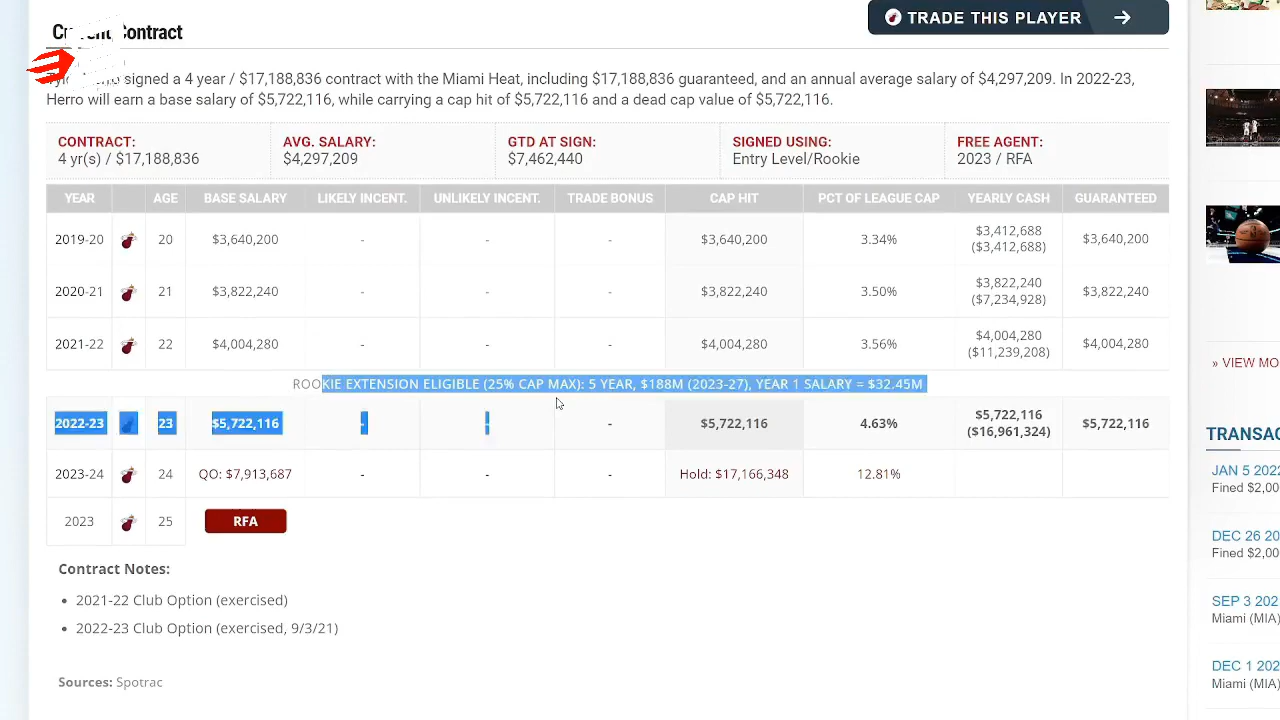 TRADE THIS PLAYER
Contract
signed a 4 year / $17,188,836 contract with the Miami Heat, including $17,188,836 guaranteed, and an annual average salary of $4,297,209. In 2022-23,
Herro will earn a base salary of $5,722,116, while carrying a cap hit of $5,722,116 and a dead cap value of $5,722,116.
CONTRACT: AVG. SALARY: GTD AT SIGN: SIGNED USING: FREE AGENT:
4 yr(s) / $17,188,836 $4,297,209 $7,462,440 Entry Level/Rookie 2023 / RFA
YEAR AGE BASE SALARY LIKELY INCENT. UNLIKELY INCENT. TRADE BONUS CAP HIT PCT OF LEAGUE CAP YEARLY CASH GUARANTEED
2019-20 20 $3,640,200 - - - $3,640,200 3.34% $3,412,688 ($3,412,688) $3,640,200
2020-21 21 $3,822,240 - - - $3,822,240 3.50% $3,822,240 ($7,234,928) $3,822,240
2021-22 22 $4,004,280 - - - $4,004,280 3.56% $4,004,280 ($11,239,208) $4,004,280
ROOKIE EXTENSION ELIGIBLE (25% CAP MAX): 5 YEAR, $188M (2023-27), YEAR 1 SALARY = $32.45M
2022-23 23 $5,722,116 - - - $5,722,116 4.63% $5,722,116 ($16,961,324) $5,722,116
2023-24 24 QO: $7,913,687 - - - Hold: $17,166,348 12.81%
2023 25 RFA
Contract Notes:
• 2021-22 Club Option (exercised)
• 2022-23 Club Option (exercised, 9/3/21)
Sources: Spotrac
» VIEW MO
TRANSAC
JAN 5 2022
Fined $2,00
DEC 26 20
Fined $2,00
SEP 3 202
Miami (MIA)
DEC 1 202
Miami (MIA)